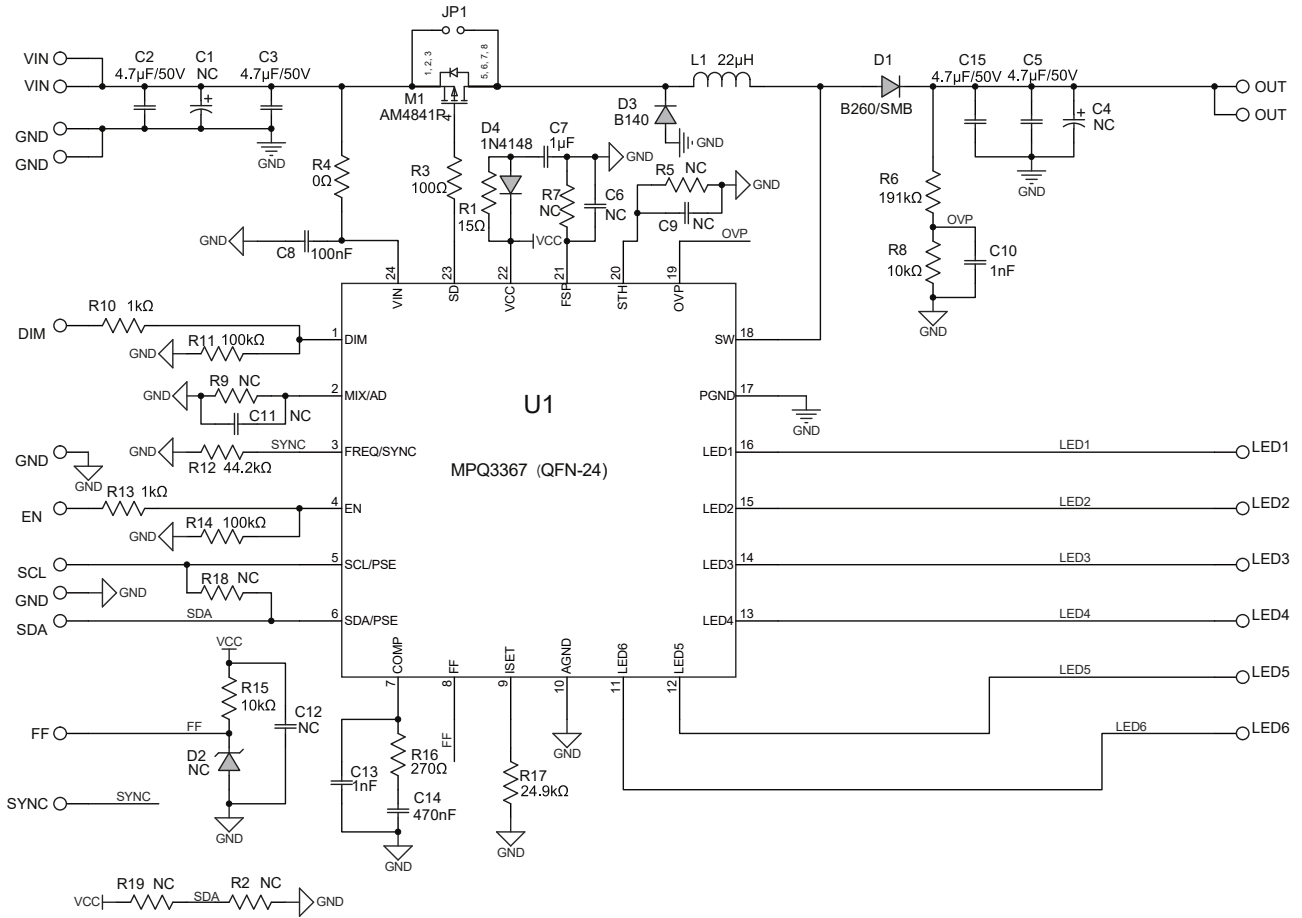 JP1
VIN
VIN
C2
4.7µF/50V
C1
NC
C3
4.7µF/50V
1, 2, 3
5, 6, 7, 8
4
M1
AM4841P
L1 22µH
D1
B260/SMB
C15
4.7µF/50V
C5
4.7µF/50V
C4
NC
OUT
OUT
GND
GND
GND
R4
0Ω
R3
100Ω
D4
1N4148
C7
1µF
GND
R1
15Ω
R7
NC
C6
NC
VCC
D3
B140
GND
R5 NC
GND
C9 NC
OVP
GND
R6
191kΩ
OVP
R8
10kΩ
C10
1nF
GND
GND
C8 100nF
24
23
22
21
20
19
VIN
SD
VCC
FSP
STH
OVP
R10 1kΩ
DIM
GND
R11 100kΩ
1
DIM
SW
18
GND
R9 NC
C11 NC
2
MIX/AD
PGND
17
GND
U1
MPQ3367 (QFN-24)
GND
GND
GND
R12 44.2kΩ
SYNC
3
FREQ/SYNC
LED1
16
LED1
LED1
R13 1kΩ
EN
GND
R14 100kΩ
4
EN
LED2
15
LED2
LED2
SCL
5
SCL/PSE
LED3
14
LED3
LED3
GND
GND
R18 NC
SDA
SDA
6
SDA/PSE
LED4
13
LED4
LED4
COMP
FF
ISET
AGND
LED6
LED5
7
8
9
10
11
12
LED5
LED5
LED6
LED6
VCC
R15
10kΩ
C12
NC
FF
FF
D2
NC
GND
SYNC
SYNC
C13
1nF
R16
270Ω
C14
470nF
GND
FF
R17
24.9kΩ
GND
GND
VCC
R19 NC
SDA
R2 NC
GND